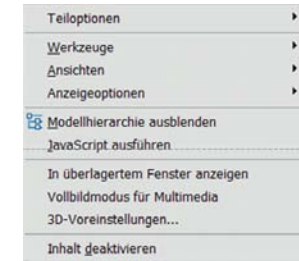 Teiloptionen
Werkzeuge
Ansichten
Anzeigeoptionen
Modellhierarchie ausblenden
JavaScript ausführen
In überlagertem Fenster anzeigen
Vollbildmodus für Multimedia
3D-Voreinstellungen...
Inhalt deaktivieren